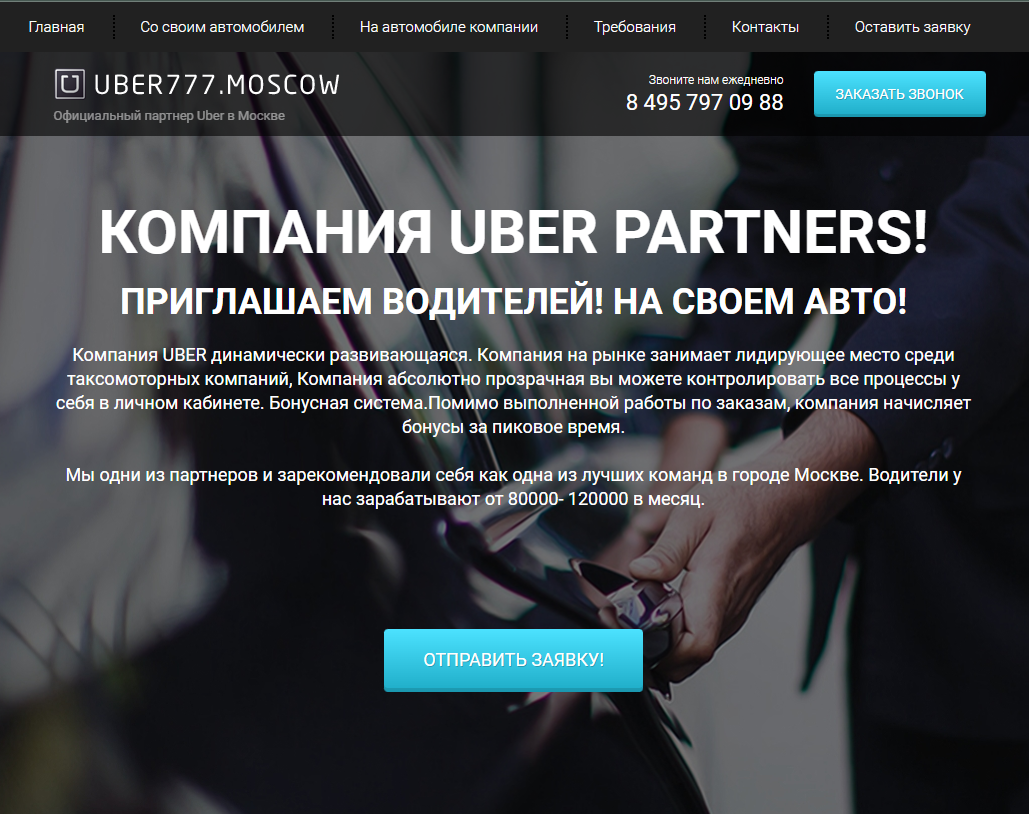 Главная Со своим автомобилем На автомобиле компании Требования Контакты Оставить заявку
UBER777.MOSCOW
Официальный партнер Uber в Москве
Звоните нам ежедневно
8 495 797 09 88
ЗАКАЗАТЬ ЗВОНОК
КОМПАНИЯ UBER PARTNERS!
ПРИГЛАШАЕМ ВОДИТЕЛЕЙ! НА СВОЕМ АВТО!
Компания UBER динамически развивающаяся. Компания на рынке занимает лидирующее место среди
таксомоторных компаний, Компания абсолютно прозрачная вы можете контролировать все процессы у
себя в личном кабинете. Бонусная система.Помимо выполненной работы по заказам, компания начисляет
бонусы за пиковое время.
Мы одни из партнеров и зарекомендовали себя как одна из лучших команд в городе Москве. Водители у
нас зарабатывают от 80000- 120000 в месяц.
ОТПРАВИТЬ ЗАЯВКУ!